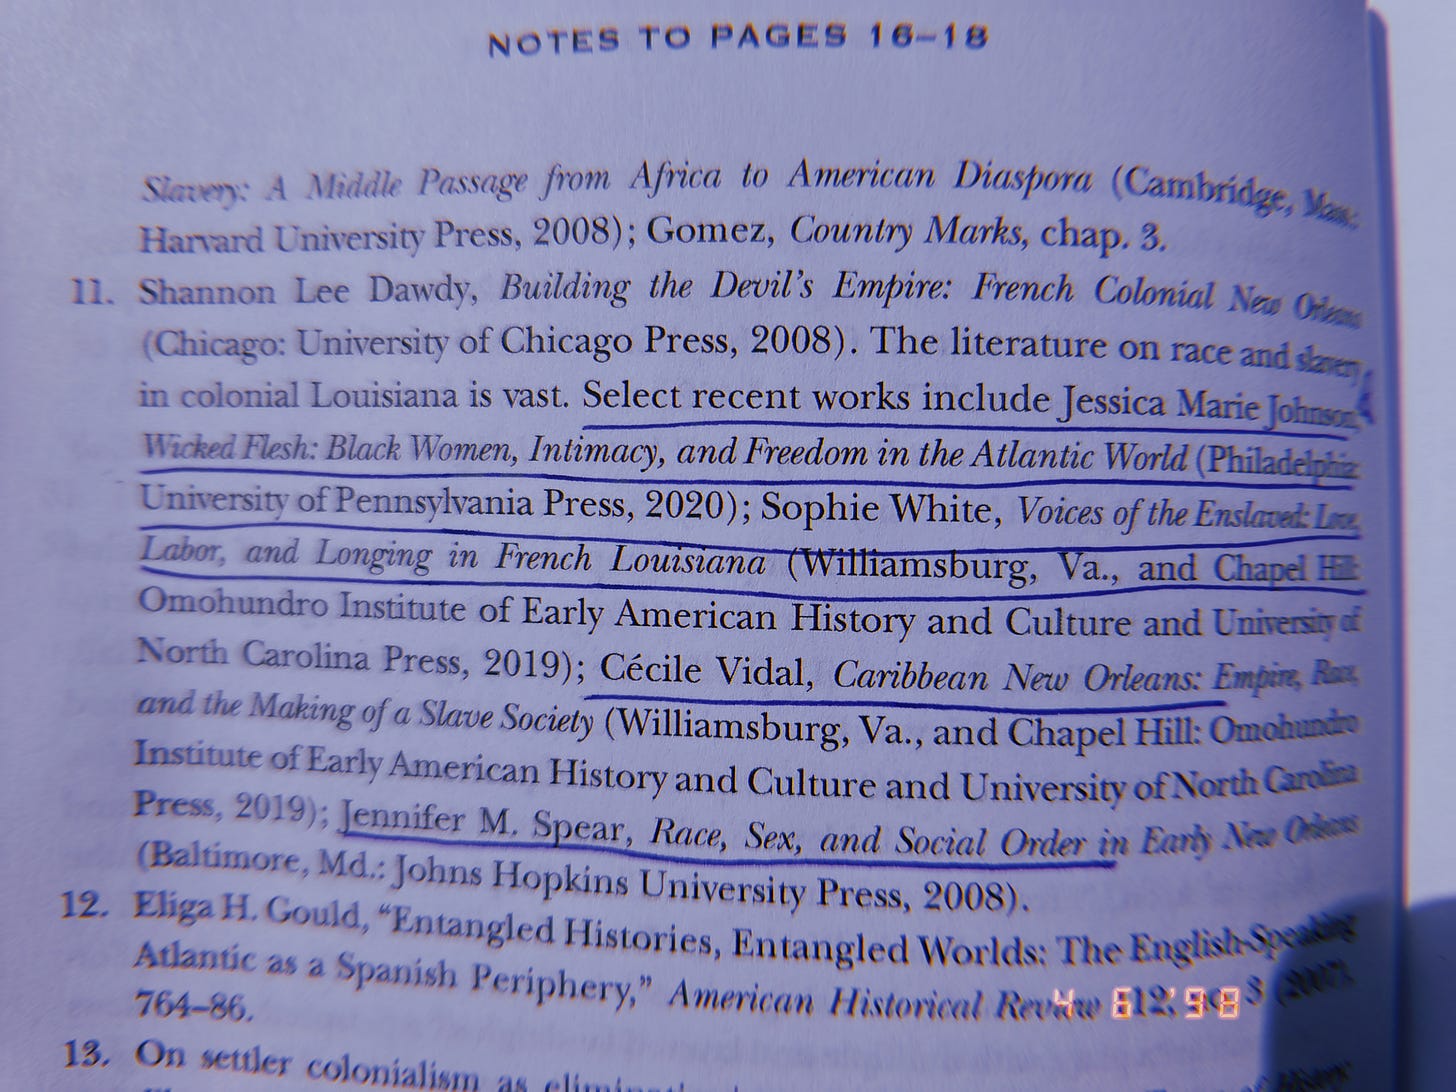 NOTES TO PAGES 16–18
Slavery: A Middle Passage from Africa to American Diaspora (Cambridge, Mass.:
Harvard University Press, 2008); Gomez, Country Marks, chap. 3.
11. Shannon Lee Dawdy, Building the Devil's Empire: French Colonial New Orleans
(Chicago: University of Chicago Press, 2008). The literature on race and slavery
in colonial Louisiana is vast. Select recent works include Jessica Marie Johnson,
Wicked Flesh: Black Women, Intimacy, and Freedom in the Atlantic World (Philadelphia:
University of Pennsylvania Press, 2020); Sophie White, Voices of the Enslaved: Love,
Labor, and Longing in French Louisiana (Williamsburg, Va., and Chapel Hill:
Omohundro Institute of Early American History and Culture and University of
North Carolina Press, 2019); Cécile Vidal, Caribbean New Orleans: Empire, Race,
and the Making of a Slave Society (Williamsburg, Va., and Chapel Hill: Omohundro
Institute of Early American History and Culture and University of North Carolina
Press, 2019); Jennifer M. Spear, Race, Sex, and Social Order in Early New Orleans
(Baltimore, Md.: Johns Hopkins University Press, 2008).
12. Eliga H. Gould, “Entangled Histories, Entangled Worlds: The English-Speaking
Atlantic as a Spanish Periphery,” American Historical Review 3 (2007):
764–86.
13. On settler colonialism as